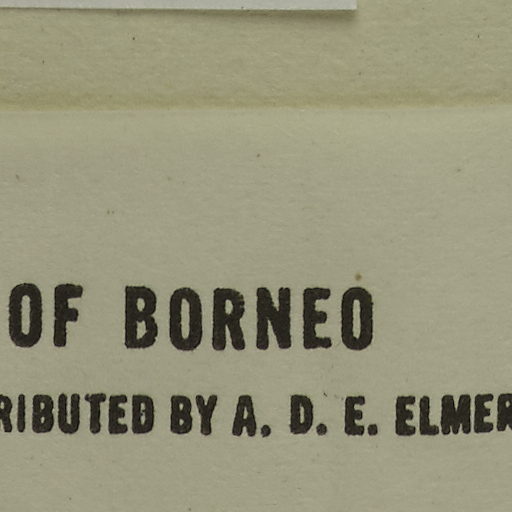 OF BORNEO
RIBUTED BY A. D. E. ELMER